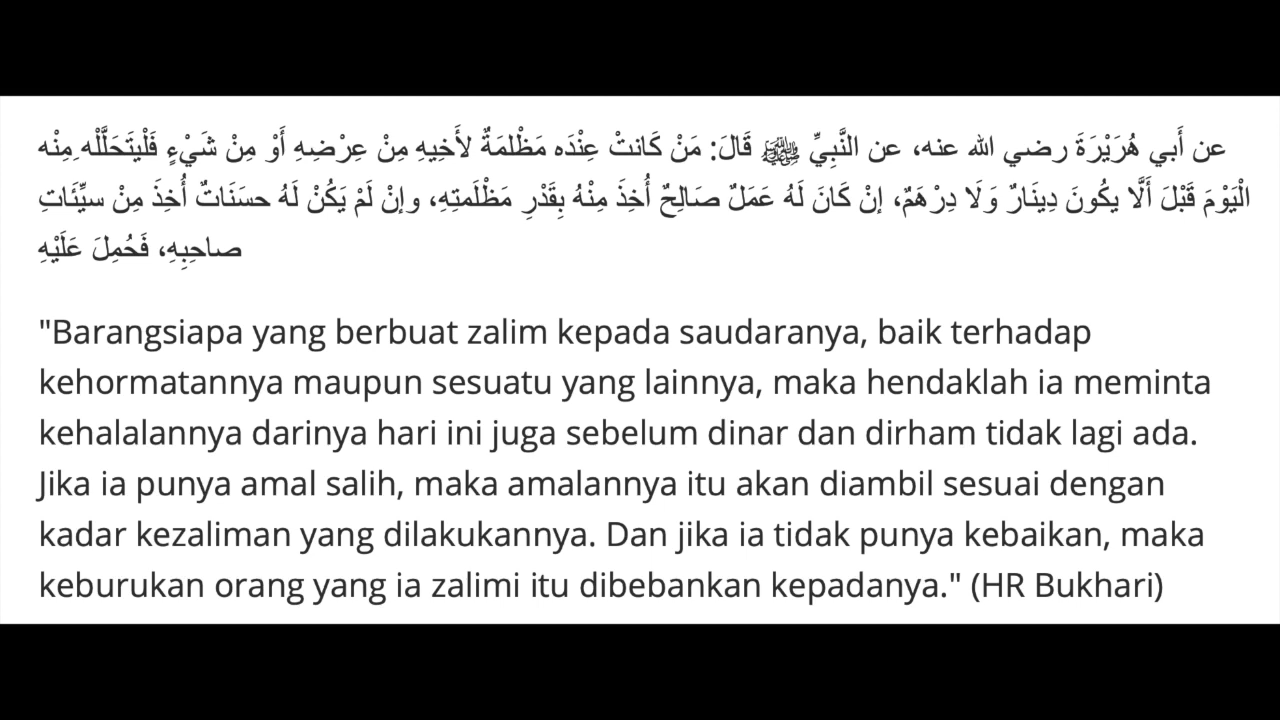 عن أَبي هُرَيْرَةَ رضي الله عنه، عن النَّبِيِّ ﷺ قَالَ: مَنْ كَانتْ عِنْدَه مَظْلمَةٌ لأَخِيهِ مِنْ عِرْضِهِ أَوْ مِنْ شَيْءٍ فَلْيتَحَلَّلْه ِمِنْه
الْيَوْمَ قَبْلَ أَلَّا يكُونَ دِينَارٌ وَلَا دِرْهَمٌ، إنْ كَانَ لَهُ عَمَلٌ صَالِحٌ أُخِذَ مِنْهُ بِقَدْرِ مَظْلَمتِهِ، وإنْ لَمْ يَكُنْ لَهُ حسَنَاتٌ أُخِذَ مِنْ سيِّئَاتِ
صاحِبِهِ، فَحُمِلَ عَلَيْهِ
"Barangsiapa yang berbuat zalim kepada saudaranya, baik terhadap
kehormatannya maupun sesuatu yang lainnya, maka hendaklah ia meminta
kehalalannya darinya hari ini juga sebelum dinar dan dirham tidak lagi ada.
Jika ia punya amal salih, maka amalannya itu akan diambil sesuai dengan
kadar kezaliman yang dilakukannya. Dan jika ia tidak punya kebaikan, maka
keburukan orang yang ia zalimi itu dibebankan kepadanya." (HR Bukhari)